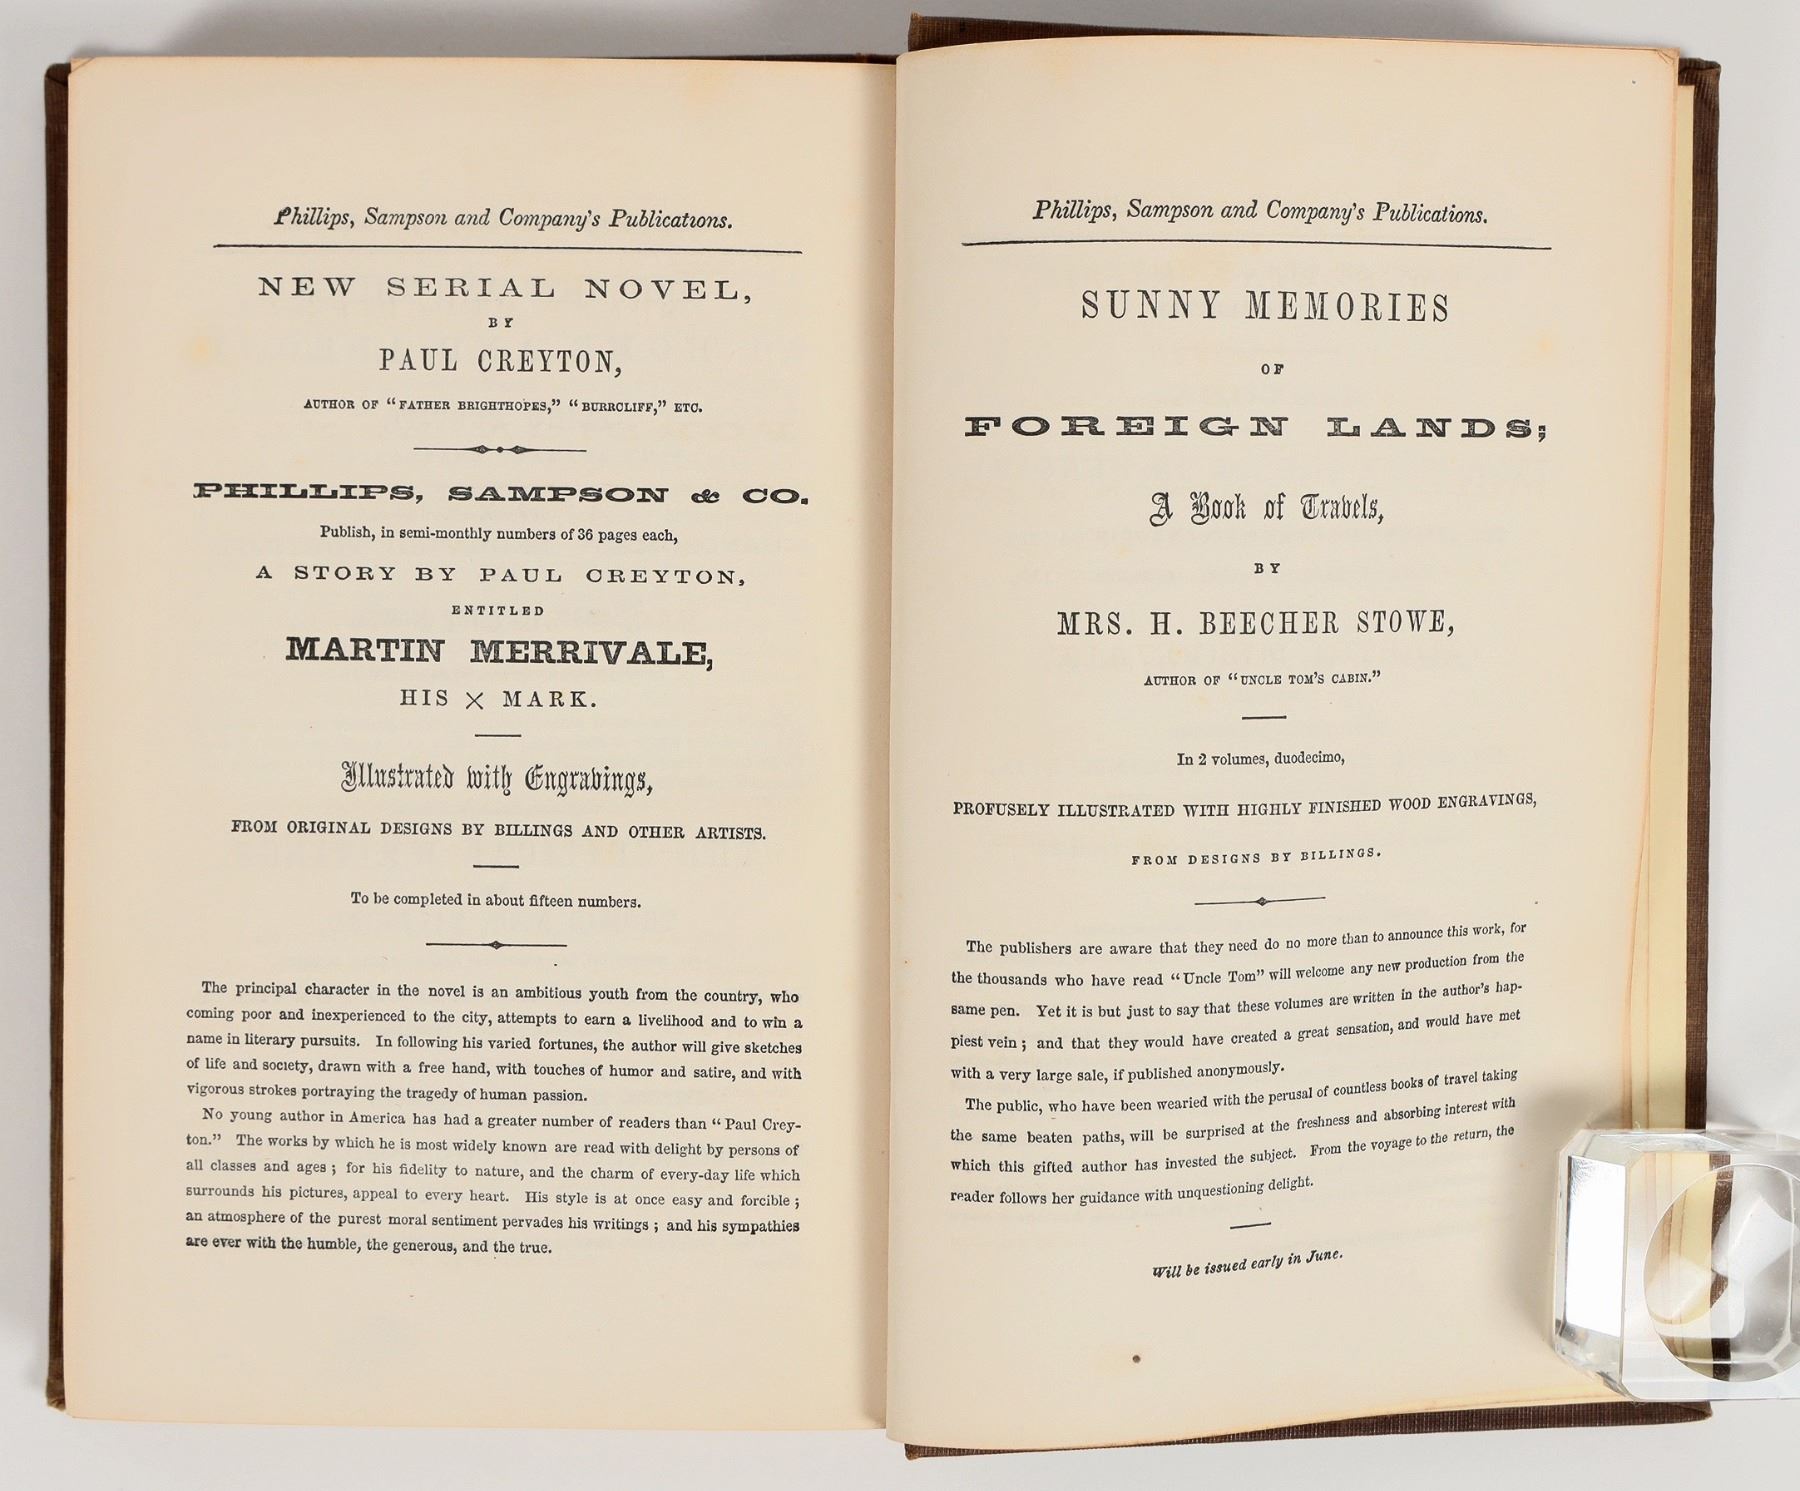 Phillips, Sampson and Company's Publications.
NEW SERIAL NOVEL,
BY
PAUL CREYTON,
AUTHOR OF "FATHER BRIGHTHOPES," "BURRCLIFF," ETC.
PHILLIPS, SAMPSON & CO.
Publish, in semi-monthly numbers of 36 pages each,
A STORY BY PAUL CREYTON,
ENTITLED
MARTIN MERRIVALE,
HIS X MARK.
Illustrated with Engravings,
FROM ORIGINAL DESIGNS BY BILLINGS AND OTHER ARTISTS.
To be completed in about fifteen numbers.
The principal character in the novel is an ambitious youth from the country, who
coming poor and inexperienced to the city, attempts to earn a livelihood and to win a
name in literary pursuits. In following his varied fortunes, the author will give sketches
of life and society, drawn with a free hand, with touches of humor and satire, and with
vigorous strokes portraying the tragedy of human passion.
No young author in America has had a greater number of readers than "Paul Crey-
ton." The works by which he is most widely known are read with delight by persons of
all classes and ages; for his fidelity to nature, and the charm of every-day life which
surrounds his pictures, appeal to every heart. His style is at once easy and forcible;
an atmosphere of the purest moral sentiment pervades his writings; and his sympathies
are ever with the humble, the generous, and the true.
Phillips, Sampson and Company's Publications.
SUNNY MEMORIES
OF
FOREIGN LANDS;
A Book of Travels,
BY
MRS. H. BEECHER STOWE,
AUTHOR OF "UNCLE TOM'S CABIN."
In 2 volumes, duodecimo,
PROFUSELY ILLUSTRATED WITH HIGHLY FINISHED WOOD ENGRAVINGS,
FROM DESIGNS BY BILLINGS.
The publishers are aware that they need do no more than to announce this work, for
the thousands who have read "Uncle Tom" will welcome any new production from the
same pen. Yet it is but just to say that these volumes are written in the author's hap-
piest vein; and that they would have created a great sensation, and would have met
with a very large sale, if published anonymously.
The public, who have been wearied with the perusal of countless books of travel taking
the same beaten paths, will be surprised at the freshness and absorbing interest with
which this gifted author has invested the subject. From the voyage to the return, the
reader follows her guidance with unquestioning delight.
Will be issued early in June.